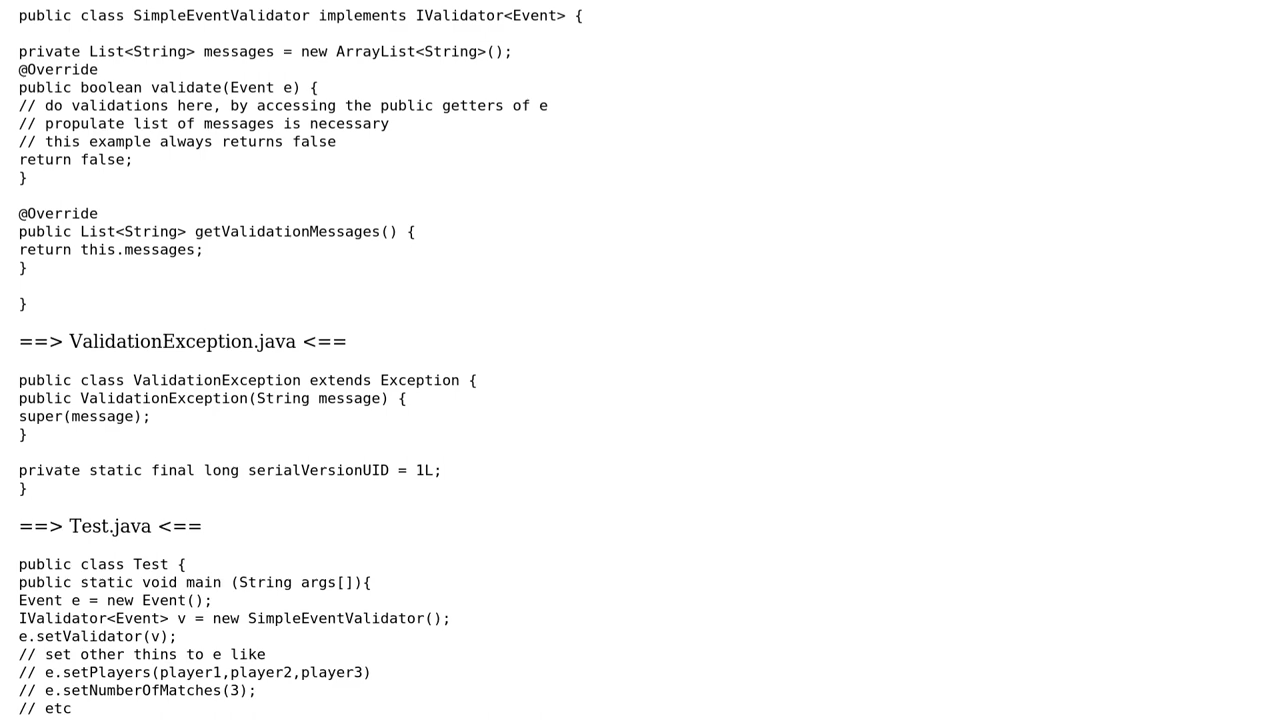 public class SimpleEventValidator implements IValidator<Event> {
private List<String> messages = new ArrayList<String>();
@Override
public boolean validate(Event e) {
// do validations here, by accessing the public getters of e
// propulate list of messages is necessary
// this example always returns false
return false;
}
@Override
public List<String> getValidationMessages() {
return this.messages;
}
}
==> ValidationException.java <==
public class ValidationException extends Exception {
public ValidationException(String message) {
super(message);
}
private static final long serialVersionUID = 1L;
}
==> Test.java <==
public class Test {
public static void main (String args[]){
Event e = new Event();
IValidator<Event> v = new SimpleEventValidator();
e.setValidator(v);
// set other thins to e like
// e.setPlayers(player1,player2,player3)
// e.setNumberOfMatches(3);
// etc